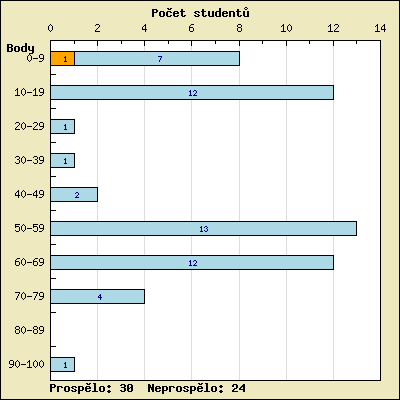 Počet studentů
0 2 4 6 8 10 12 14
Body
0-9 1 7
10-19 12
20-29 1
30-39 1
40-49 2
50-59 13
60-69 12
70-79 4
80-89
90-100 1
Prospělo: 30 Neprospělo: 24